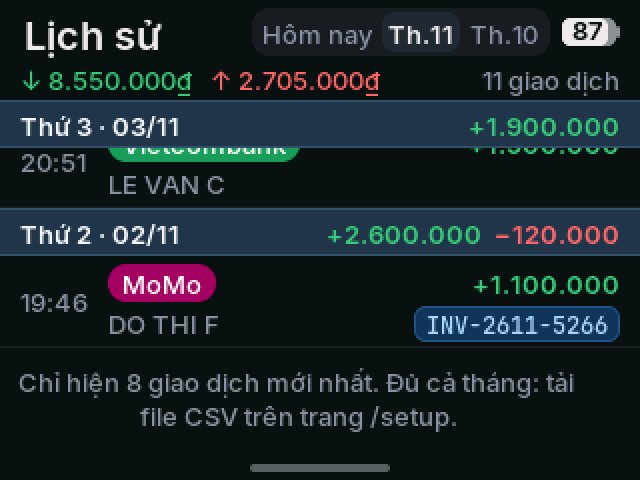 Lịch sử
Hôm nay Th.11 Th.10 87
↓ 8.550.000₫ ↑ 2.705.000₫ 11 giao dịch
Thứ 3 · 03/11 +1.900.000
20:51 Vietcombank
LE VAN C
Thứ 2 · 02/11 +2.600.000 −120.000
19:46 MoMo +1.100.000
DO THI F INV-2611-5266
Chỉ hiện 8 giao dịch mới nhất. Đủ cả tháng: tải
file CSV trên trang /setup.